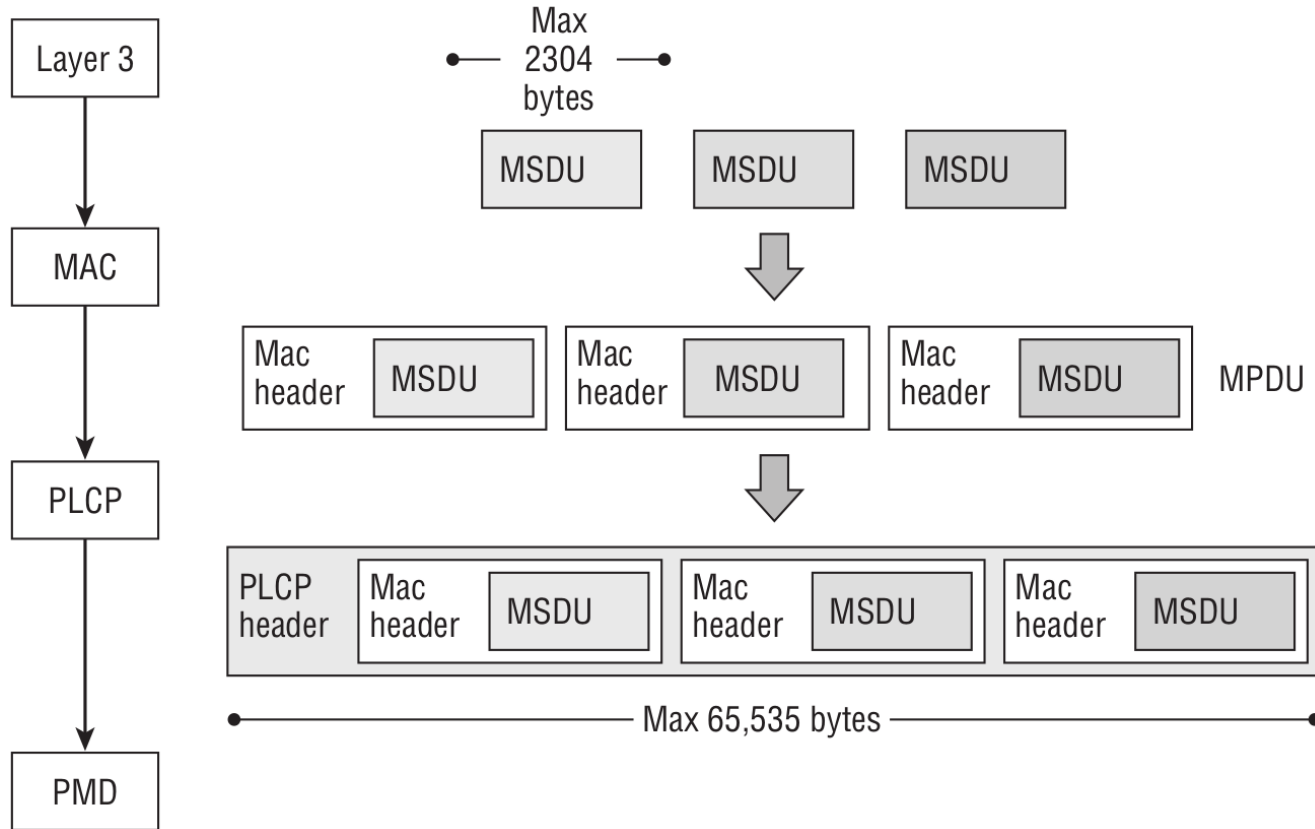 Layer 3
Max
2304
bytes
MSDU
MSDU
MSDU
MAC
Mac
header
MSDU
Mac
header
MSDU
Mac
header
MSDU
MPDU
PLCP
PLCP
header
Mac
header
MSDU
Mac
header
MSDU
Mac
header
MSDU
Max 65,535 bytes
PMD